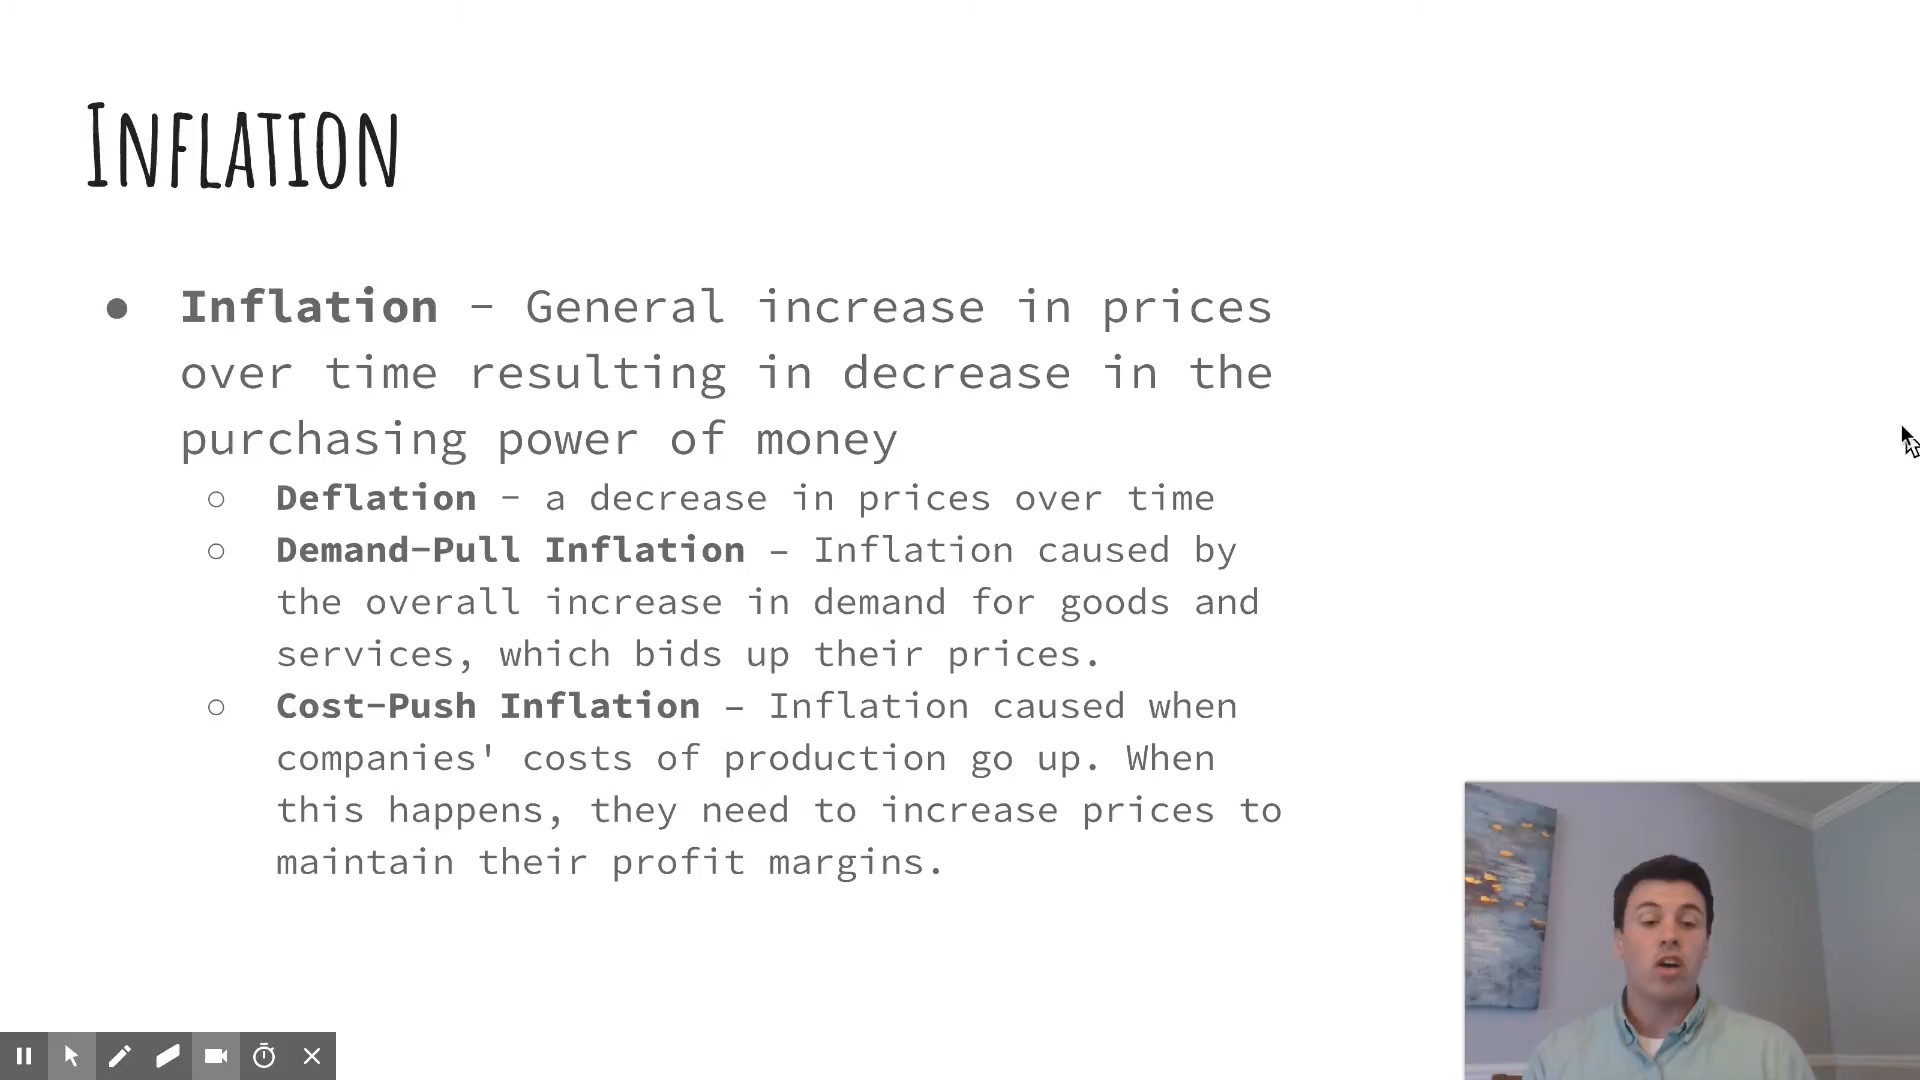 Inflation
● Inflation - General increase in prices
over time resulting in decrease in the
purchasing power of money
○ Deflation - a decrease in prices over time
○ Demand-Pull Inflation – Inflation caused by
the overall increase in demand for goods and
services, which bids up their prices.
○ Cost-Push Inflation – Inflation caused when
companies' costs of production go up. When
this happens, they need to increase prices to
maintain their profit margins.